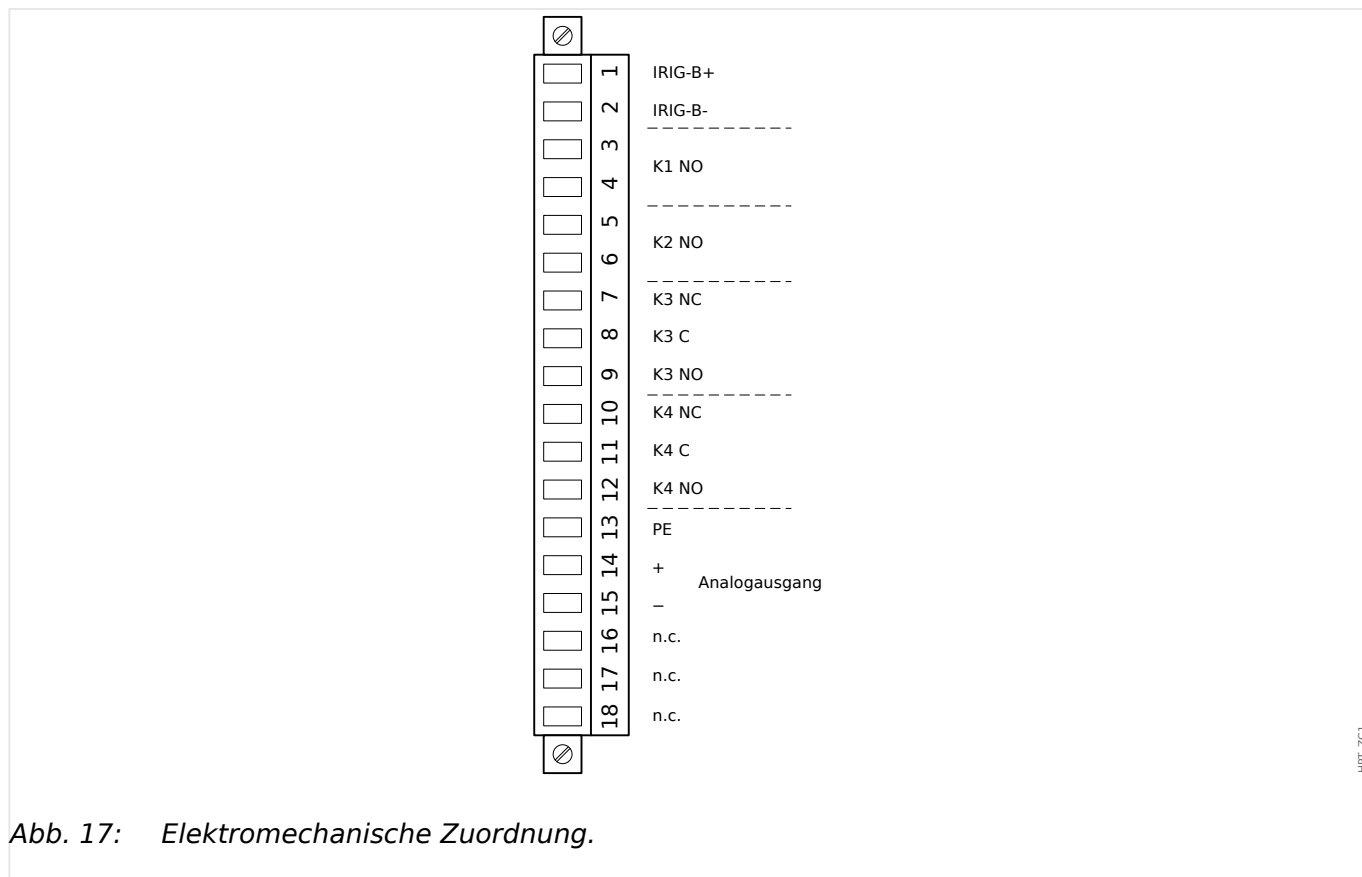 1 IRIG-B+
2 IRIG-B-
3
K1 NO
4
5
K2 NO
6
7 K3 NC
8 K3 C
9 K3 NO
10 K4 NC
11 K4 C
12 K4 NO
13 PE
14 +
Analogausgang
15 −
16 n.c.
17 n.c.
18 n.c.
Abb. 17: Elektromechanische Zuordnung.